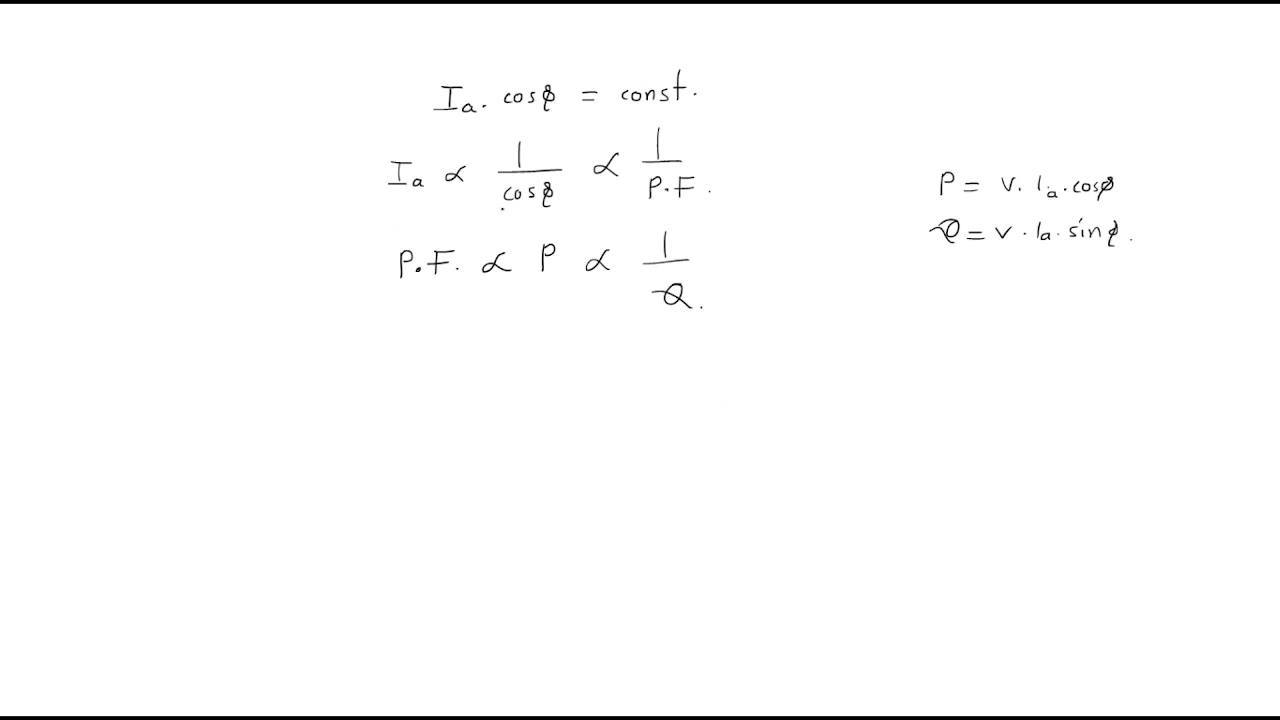 Ia. cosφ = const.
Ia ∝ 1/cosφ ∝ 1/P.F.
P.F. ∝ P ∝ 1/Q.
P = V. Ia. cosφ
Q = V. Ia. sinφ.